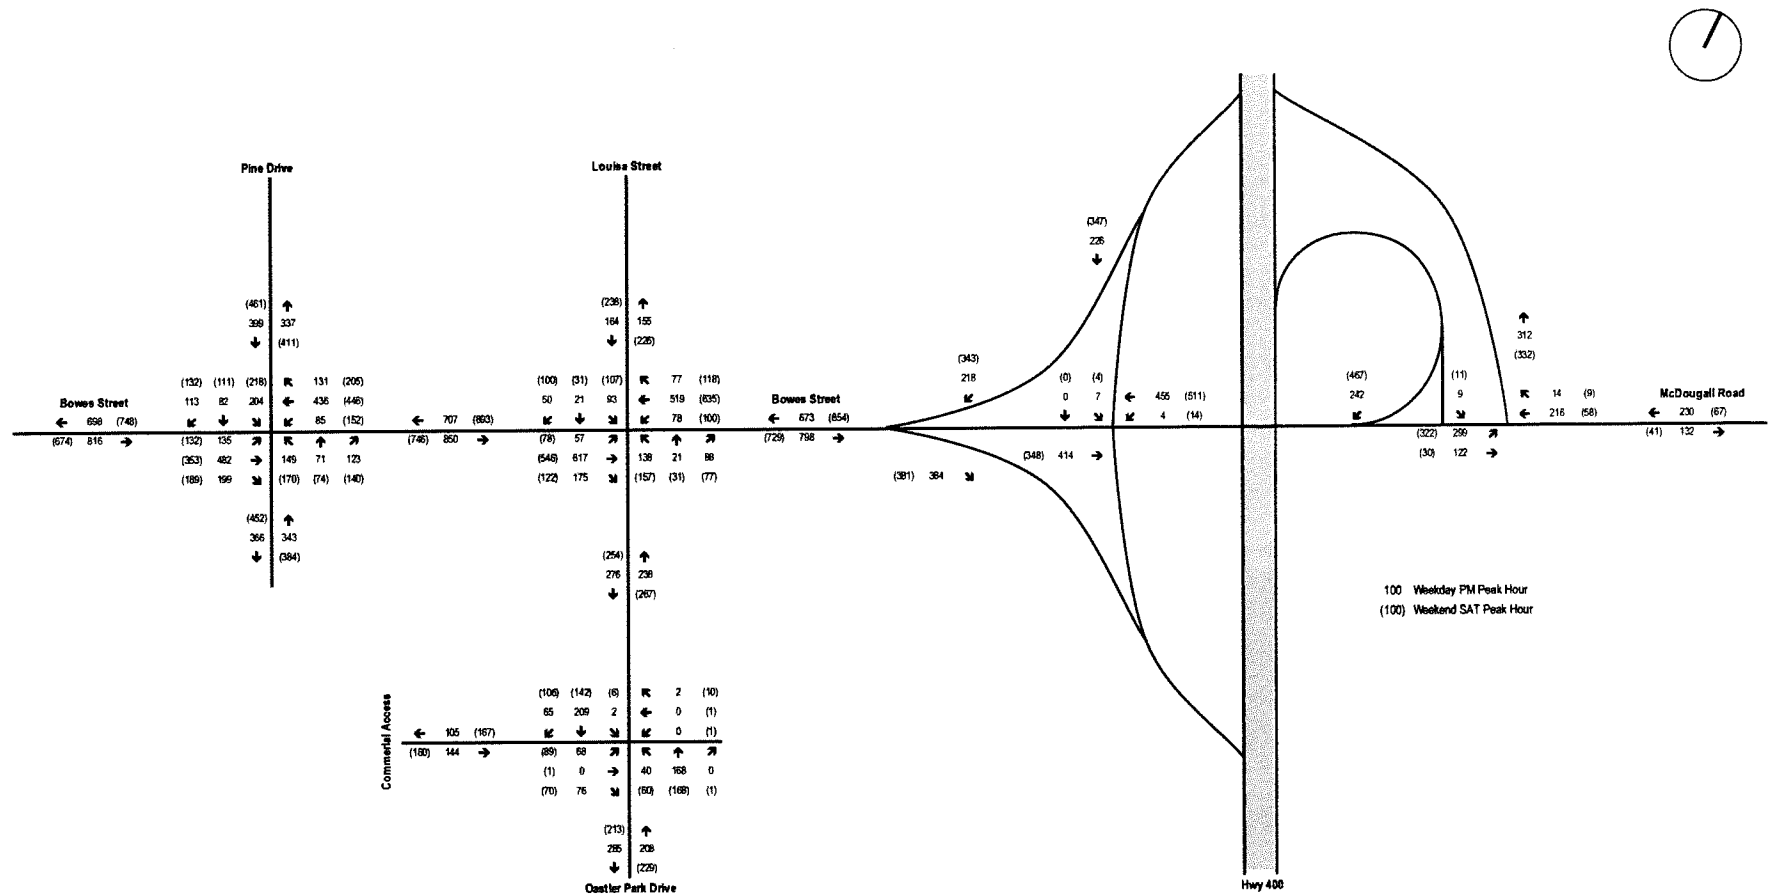 Pine Drive
Louisa Street
(347)
226
(461)
399 337
(411)
(238)
164 155
(226)
312
(332)
(343)
218
(132) (111) (218) 131 (205)
113 82 204 436 (446)
85 (152)
Bowes Street
698 (748)
(674) 816
(132) 135
(353) 482 149 71 123
(189) 199 (170) (74) (140)
707 (693)
(746) 850
(100) (31) (107) 77 (118)
50 21 93 519 (635)
78 (100)
(78) 57
(546) 617 138 21 88
(122) 175 (157) (31) (77)
Bowes Street
673 (854)
(729) 798
(0) (4)
0 7 455 (511)
4 (14)
(348) 414
(381) 384
(467)
242
(11)
9
14 (9)
216 (58)
(322) 299
(30) 122
McDougall Road
230 (67)
(41) 132
(452)
366 343
(384)
(254)
276 238
(267)
100 Weekday PM Peak Hour
(100) Weekend SAT Peak Hour
Commerial Access
105 (167)
(160) 144
(106) (142) (6) 2 (10)
65 209 2 0 (1)
0 (1)
(89) 68
(1) 0 40 168 0
(70) 76 (60) (168) (1)
(213)
285 208
(229)
Oastler Park Drive
Hwy 400